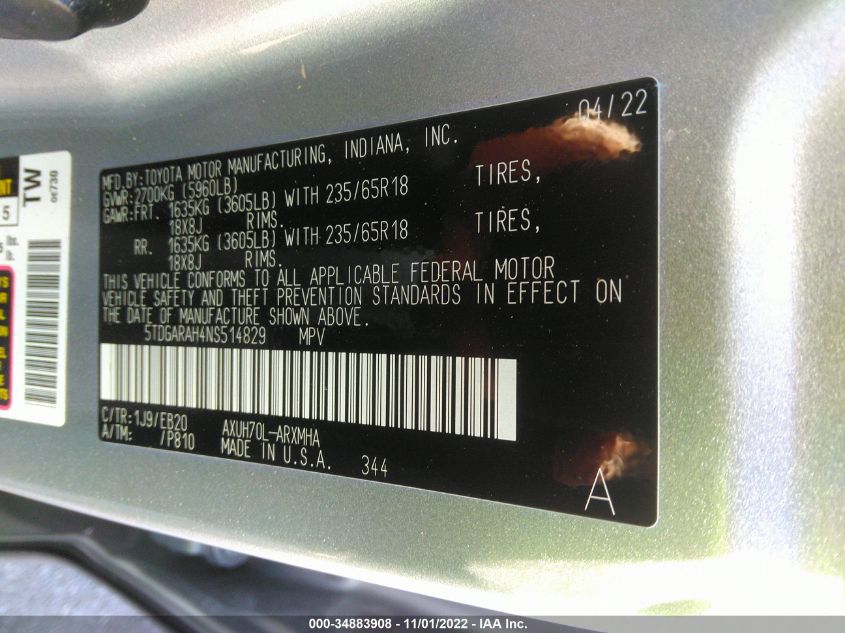 04/22
MFD.BY:TOYOTA MOTOR MANUFACTURING, INDIANA, INC.
GVWR:2700KG (5960LB)
GAWR:FRT. 1635KG (3605LB) WITH 235/65R18 TIRES,
18X8J RIMS.
RR. 1635KG (3605LB) WITH 235/65R18 TIRES,
18X8J RIMS.
THIS VEHICLE CONFORMS TO ALL APPLICABLE FEDERAL MOTOR
VEHICLE SAFETY AND THEFT PREVENTION STANDARDS IN EFFECT ON
THE DATE OF MANUFACTURE SHOWN ABOVE.
5TDGARAH4NS514829 MPV
C/TR:1J9/EB20 AXUH70L-ARXMHA
A/TM: /P810 MADE IN U.S.A. 344
A
TW
0E730
5
lbs.
000-34883908 - 11/01/2022 - IAA Inc.